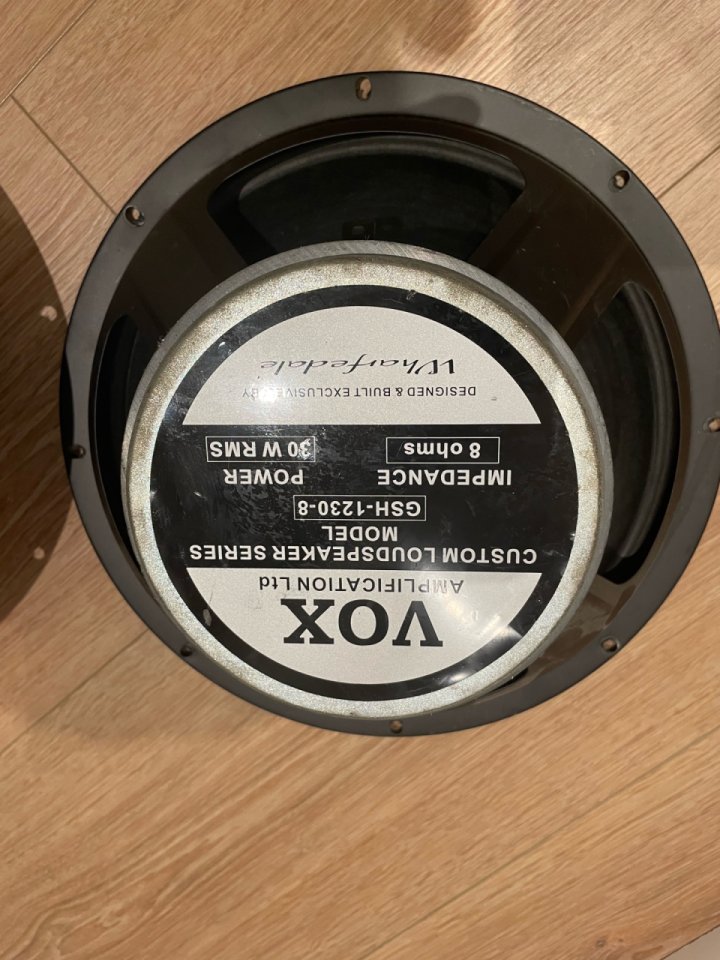 VOX
AMPLIFICATION Ltd
CUSTOM LOUDSPEAKER SERIES
MODEL
GSH-1230-8
IMPEDANCE POWER
8 ohms 30 W RMS
DESIGNED & BUILT EXCLUSIVELY BY
Wharfedale